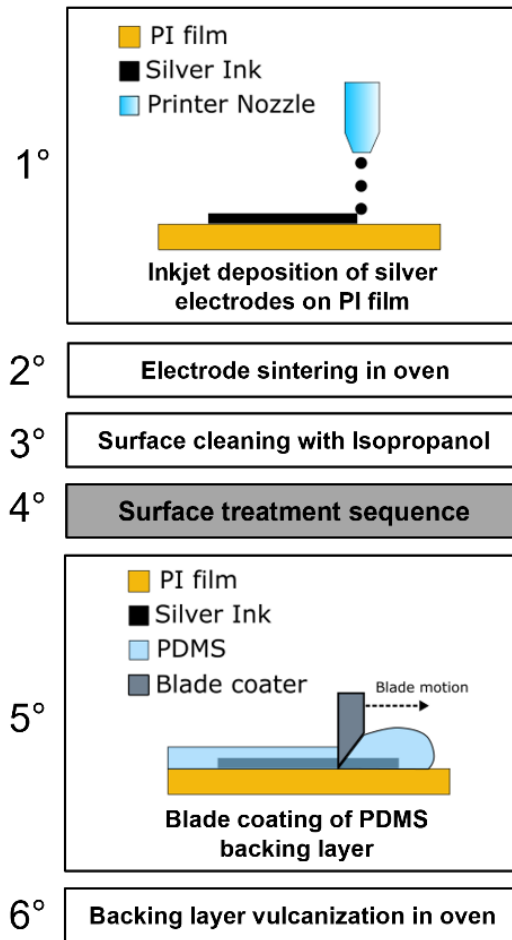 PI film
Silver Ink
Printer Nozzle
1°
Inkjet deposition of silver
electrodes on PI film
2°
Electrode sintering in oven
3°
Surface cleaning with Isopropanol
4°
Surface treatment sequence
PI film
Silver Ink
PDMS
Blade coater
Blade motion
5°
Blade coating of PDMS
backing layer
6°
Backing layer vulcanization in oven